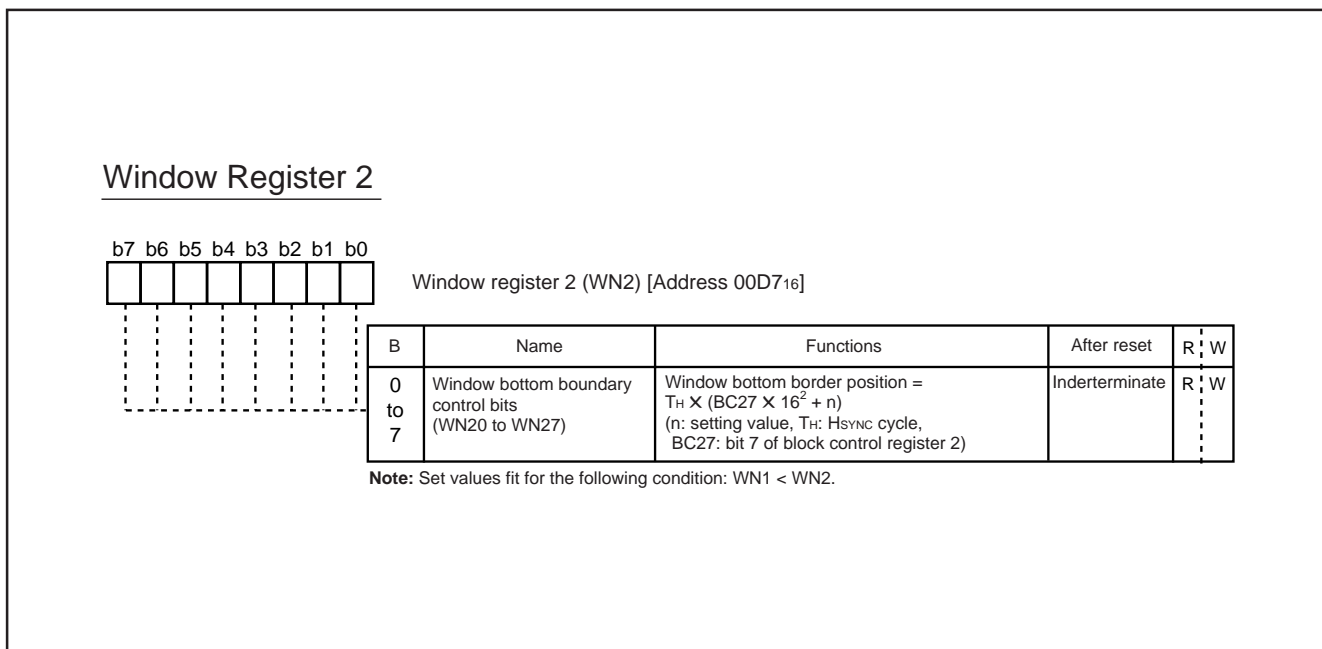 Window Register 2
b7 b6 b5 b4 b3 b2 b1 b0
Window register 2 (WN2) [Address 00D716]
B Name Functions After reset R W
0 to 7
Window bottom boundary
control bits
(WN20 to WN27)
Window bottom border position =
TH X (BC27 X 16² + n)
(n: setting value, TH: HSYNC cycle,
BC27: bit 7 of block control register 2)
Inderterminate R W
Note: Set values fit for the following condition: WN1 < WN2.